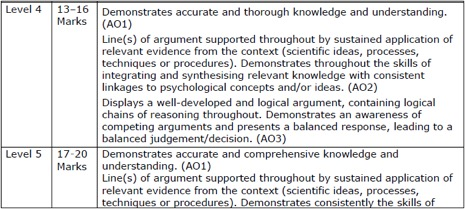 Level 4
13–16
Marks
Demonstrates accurate and thorough knowledge and understanding.
(AO1)
Line(s) of argument supported throughout by sustained application of
relevant evidence from the context (scientific ideas, processes,
techniques or procedures). Demonstrates throughout the skills of
integrating and synthesising relevant knowledge with consistent
linkages to psychological concepts and/or ideas. (AO2)
Displays a well-developed and logical argument, containing logical
chains of reasoning throughout. Demonstrates an awareness of
competing arguments and presents a balanced response, leading to a
balanced judgement/decision. (AO3)
Level 5
17-20
Marks
Demonstrates accurate and comprehensive knowledge and
understanding. (AO1)
Line(s) of argument supported throughout by sustained application of
relevant evidence from the context (scientific ideas, processes,
techniques or procedures). Demonstrates consistently the skills of